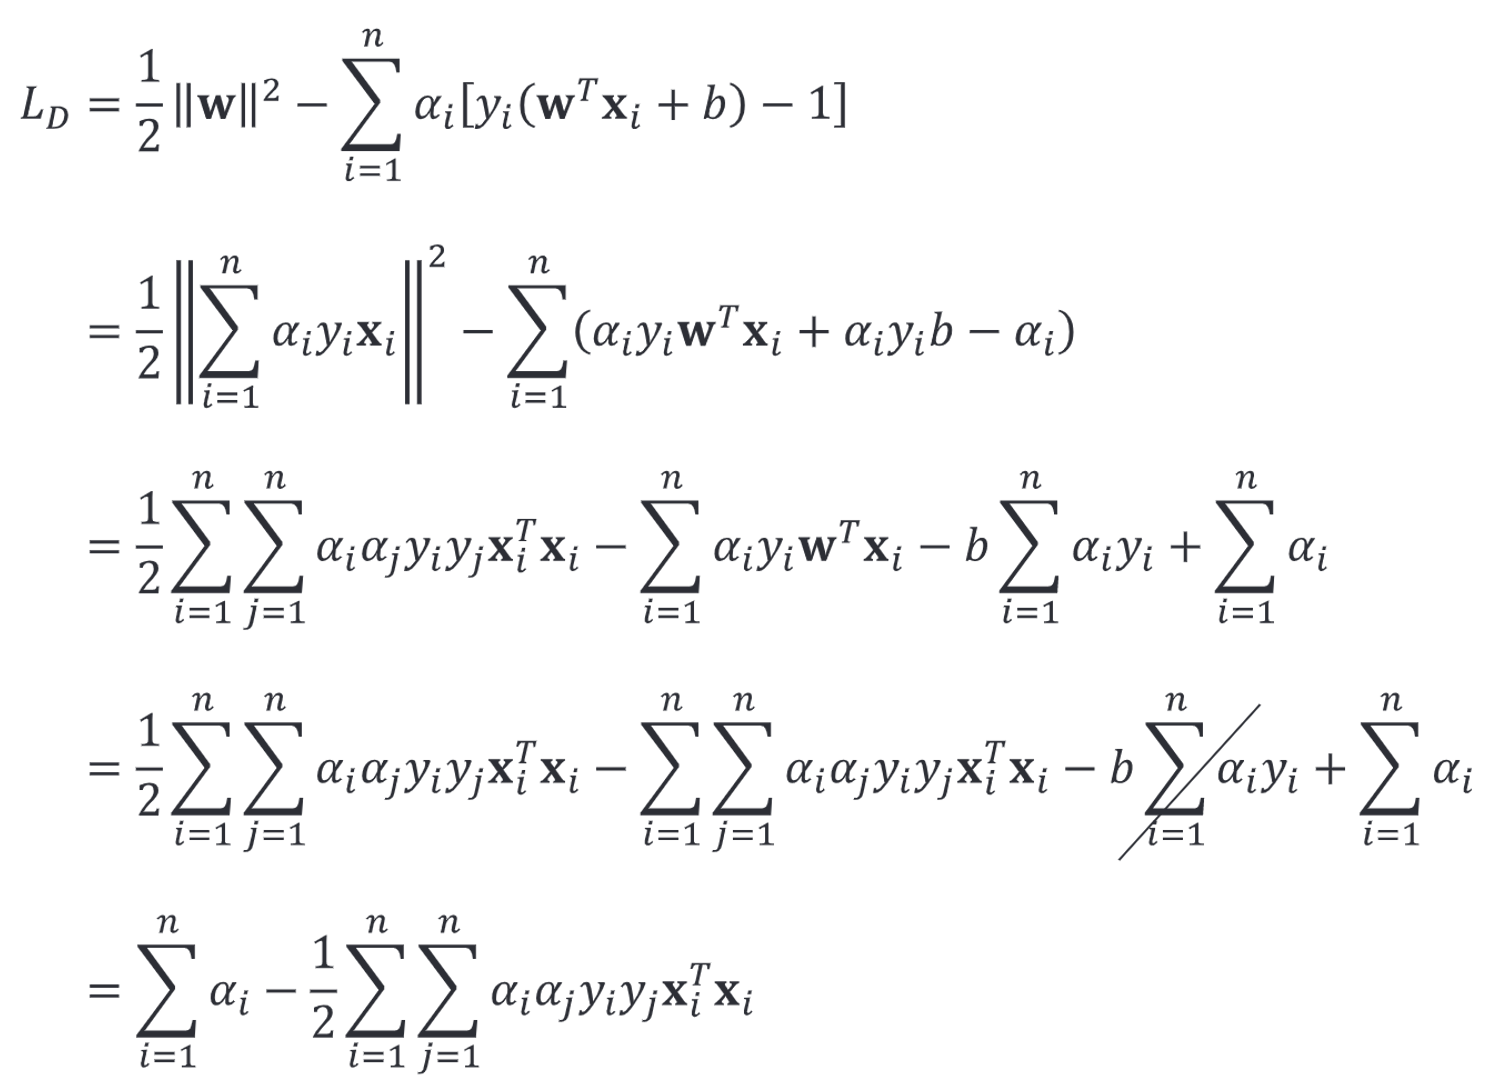 L_D = \frac{1}{2} \|\mathbf{w}\|^2 - \sum_{i=1}^{n} \alpha_i [y_i(\mathbf{w}^T \mathbf{x}_i + b) - 1]
= \frac{1}{2} \left\| \sum_{i=1}^{n} \alpha_i y_i \mathbf{x}_i \right\|^2 - \sum_{i=1}^{n} (\alpha_i y_i \mathbf{w}^T \mathbf{x}_i + \alpha_i y_i b - \alpha_i)
= \frac{1}{2} \sum_{i=1}^{n} \sum_{j=1}^{n} \alpha_i \alpha_j y_i y_j \mathbf{x}_i^T \mathbf{x}_i - \sum_{i=1}^{n} \alpha_i y_i \mathbf{w}^T \mathbf{x}_i - b \sum_{i=1}^{n} \alpha_i y_i + \sum_{i=1}^{n} \alpha_i
= \frac{1}{2} \sum_{i=1}^{n} \sum_{j=1}^{n} \alpha_i \alpha_j y_i y_j \mathbf{x}_i^T \mathbf{x}_i - \sum_{i=1}^{n} \sum_{j=1}^{n} \alpha_i \alpha_j y_i y_j \mathbf{x}_i^T \mathbf{x}_i - \cancel{b \sum_{i=1}^{n} \alpha_i y_i} + \sum_{i=1}^{n} \alpha_i
= \sum_{i=1}^{n} \alpha_i - \frac{1}{2} \sum_{i=1}^{n} \sum_{j=1}^{n} \alpha_i \alpha_j y_i y_j \mathbf{x}_i^T \mathbf{x}_i